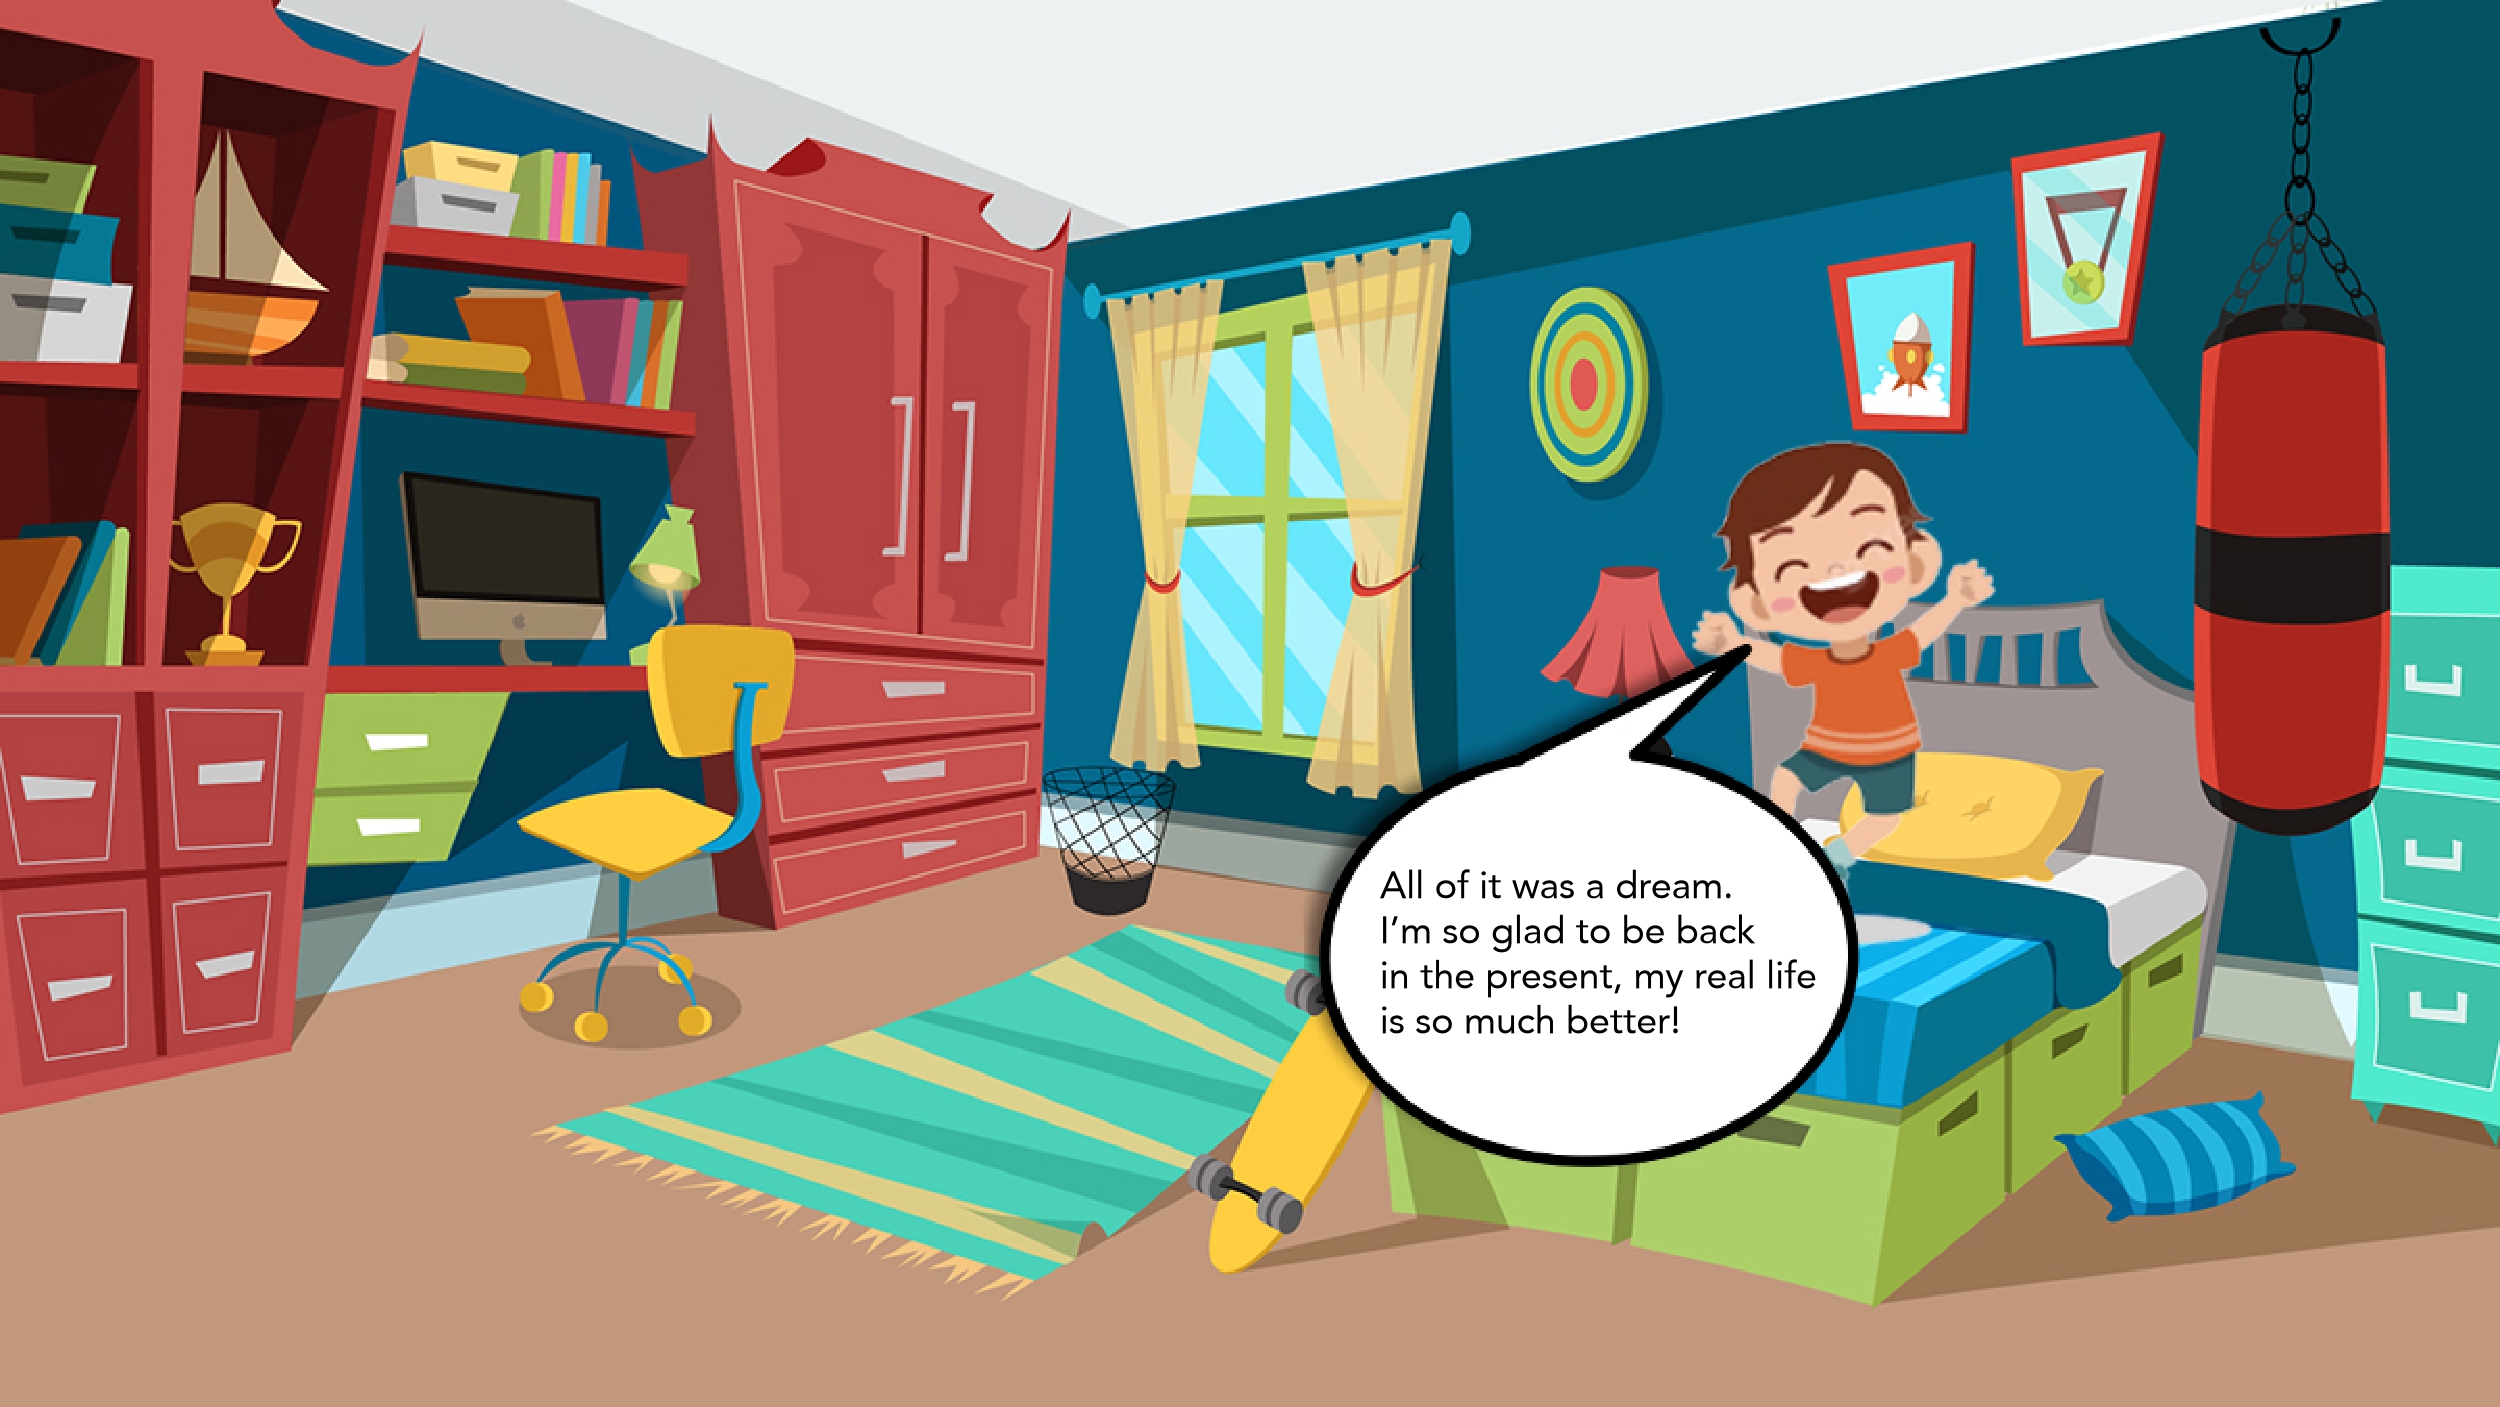 All of it was a dream.
I'm so glad to be back
in the present, my real life
is so much better!